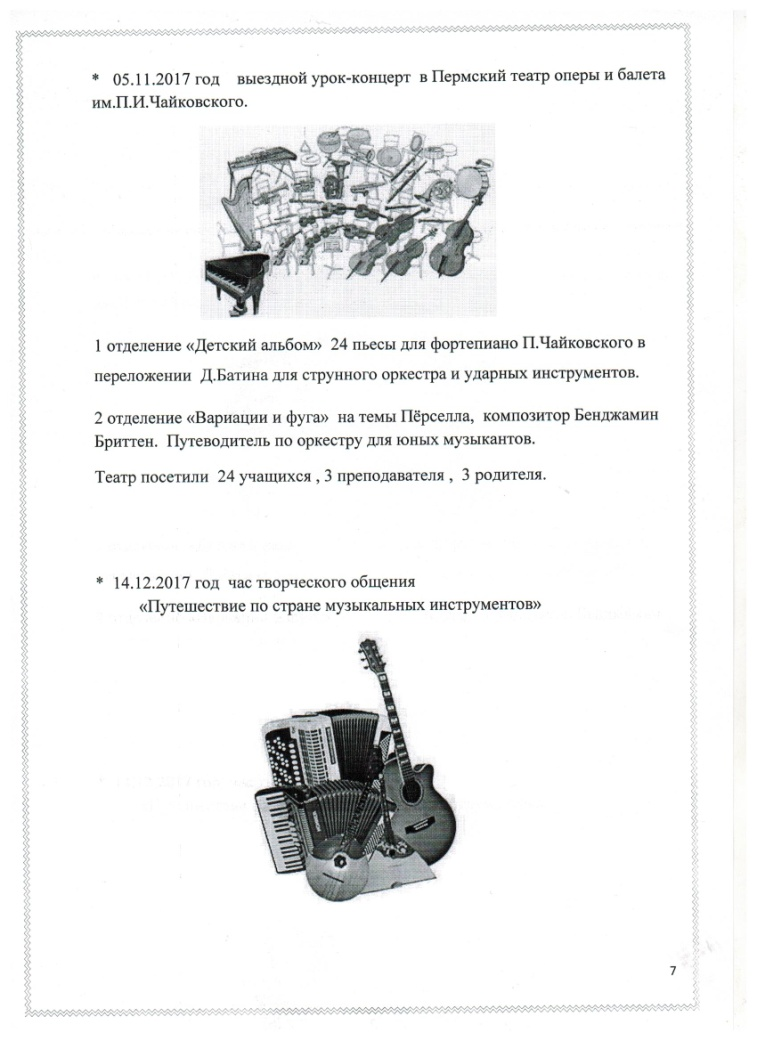 * 05.11.2017 год выездной урок-концерт в Пермский театр оперы и балета
им.П.И.Чайковского.
1 отделение «Детский альбом» 24 пьесы для фортепиано П.Чайковского в
переложении Д.Батина для струнного оркестра и ударных инструментов.
2 отделение «Вариации и фуга» на темы Пёрселла, композитор Бенджамин
Бриттен. Путеводитель по оркестру для юных музыкантов.
Театр посетили 24 учащихся , 3 преподавателя , 3 родителя.
* 14.12.2017 год час творческого общения
«Путешествие по стране музыкальных инструментов»
7